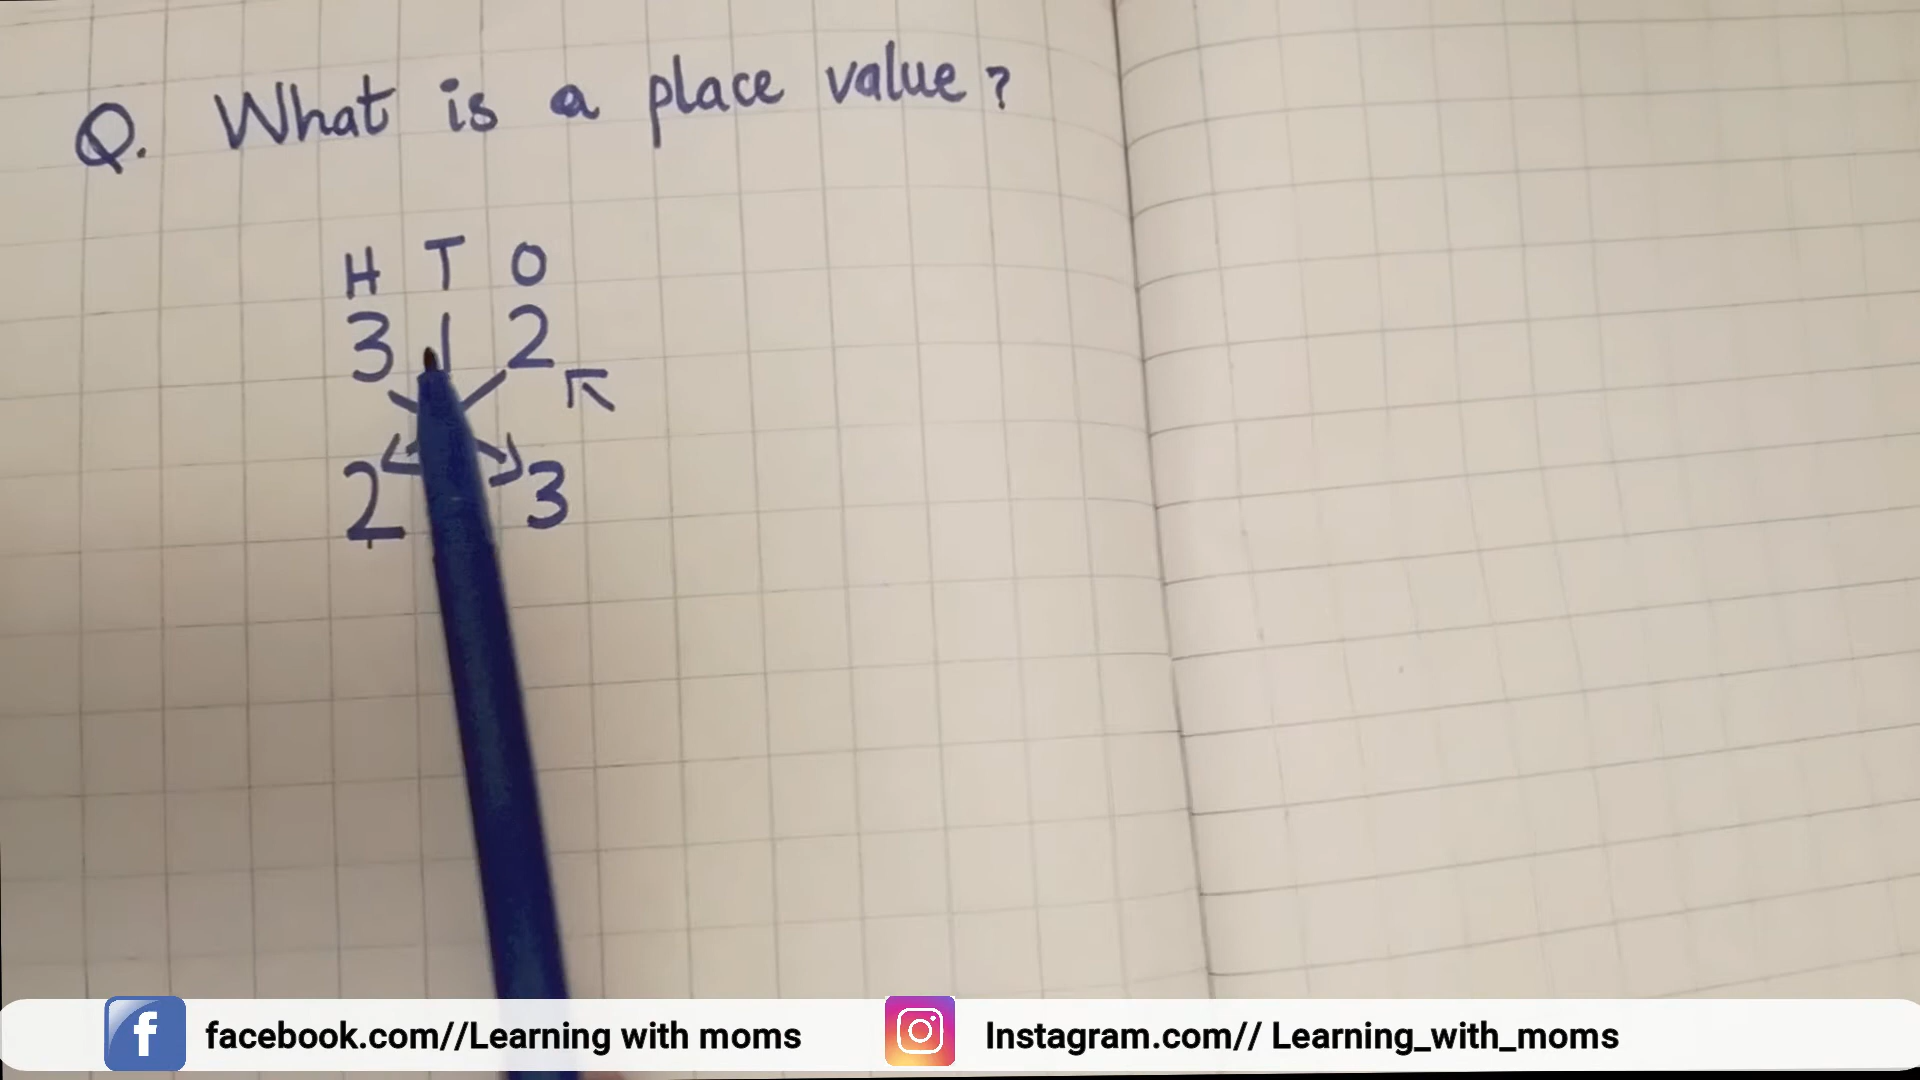 Q. What is a place value?
H T O
3 1 2
2 3
facebook.com//Learning with moms
Instagram.com// Learning_with_moms